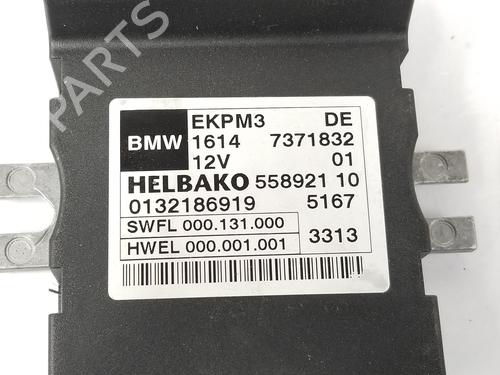 EKPM3 DE
BMW 1614 7371832
12V 01
HELBAKO 558921 10
0132186919 5167
SWFL 000.131.000
HWEL 000.001.001 3313
B PARTS